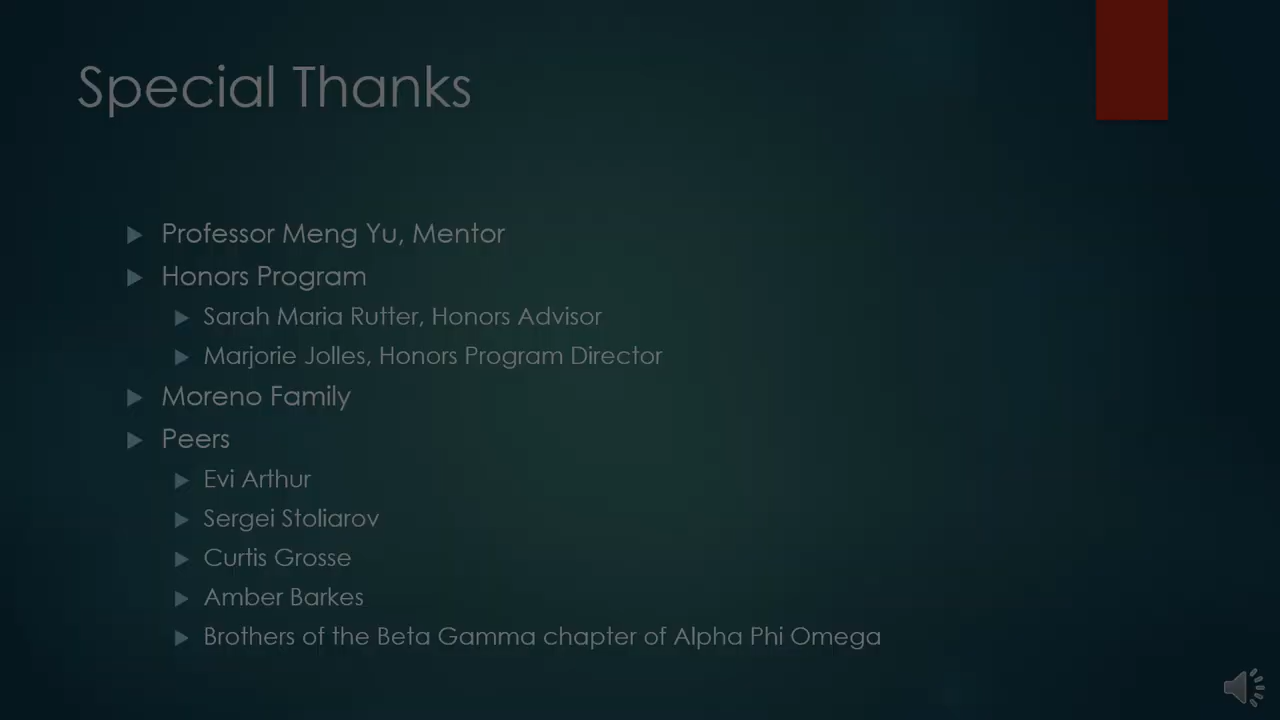 Special Thanks
Professor Meng Yu, Mentor
Honors Program
Sarah Maria Rutter, Honors Advisor
Marjorie Jolles, Honors Program Director
Moreno Family
Peers
Evi Arthur
Sergei Stoliarov
Curtis Grosse
Amber Barkes
Brothers of the Beta Gamma chapter of Alpha Phi Omega